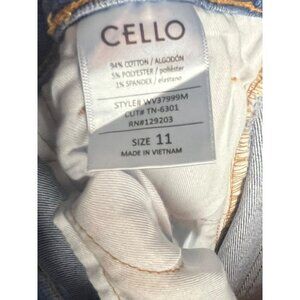 CELLO
94% COTTON / ALGODÓN
5% POLYESTER / poliéster
1% SPANDEX / elastano
STYLE# WV37999M
CUT# TN-6301
RN#129203
SIZE 11
MADE IN VIETNAM